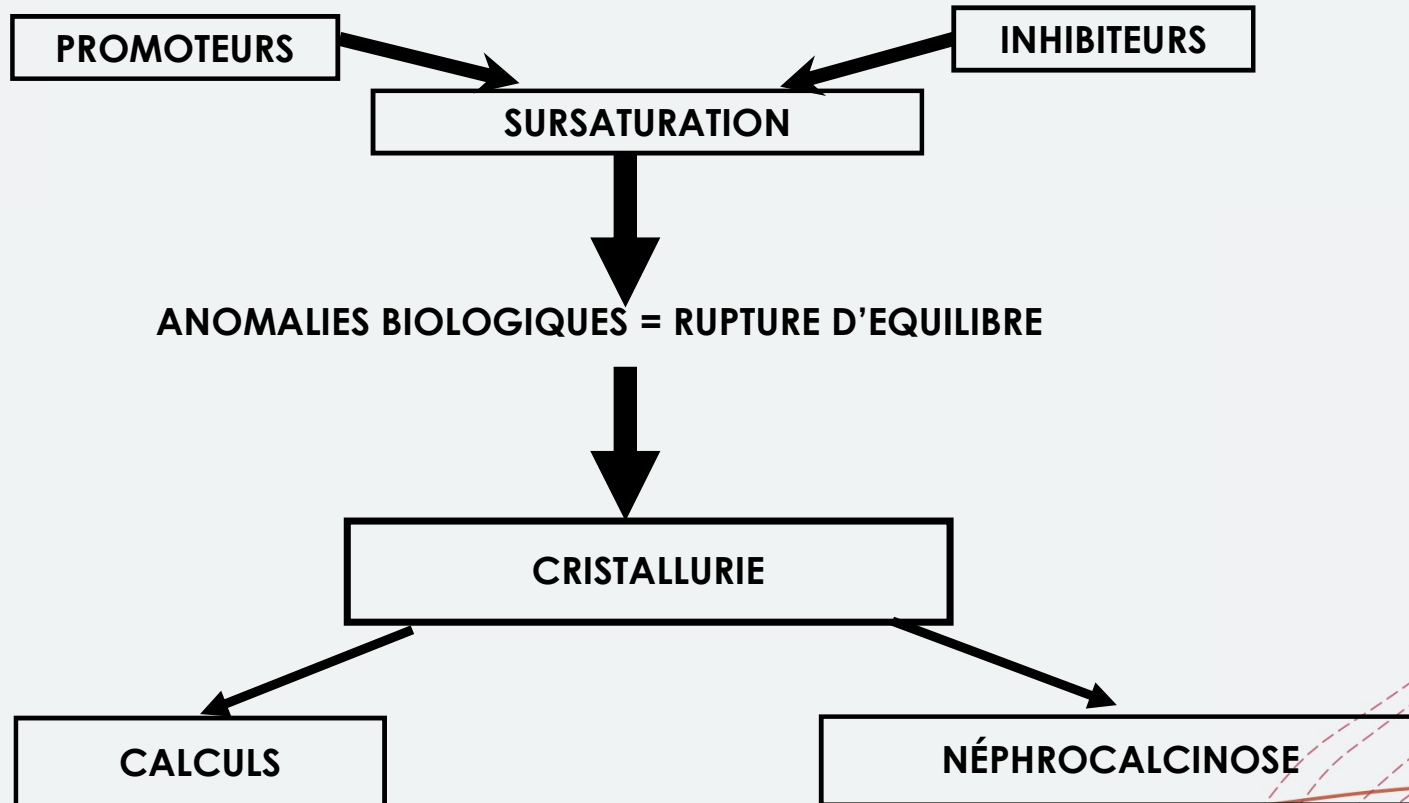 PROMOTEURS
INHIBITEURS
SURSATURATION
ANOMALIES BIOLOGIQUES = RUPTURE D’EQUILIBRE
CRISTALLURIE
CALCULS
NÉPHROCALCINOSE